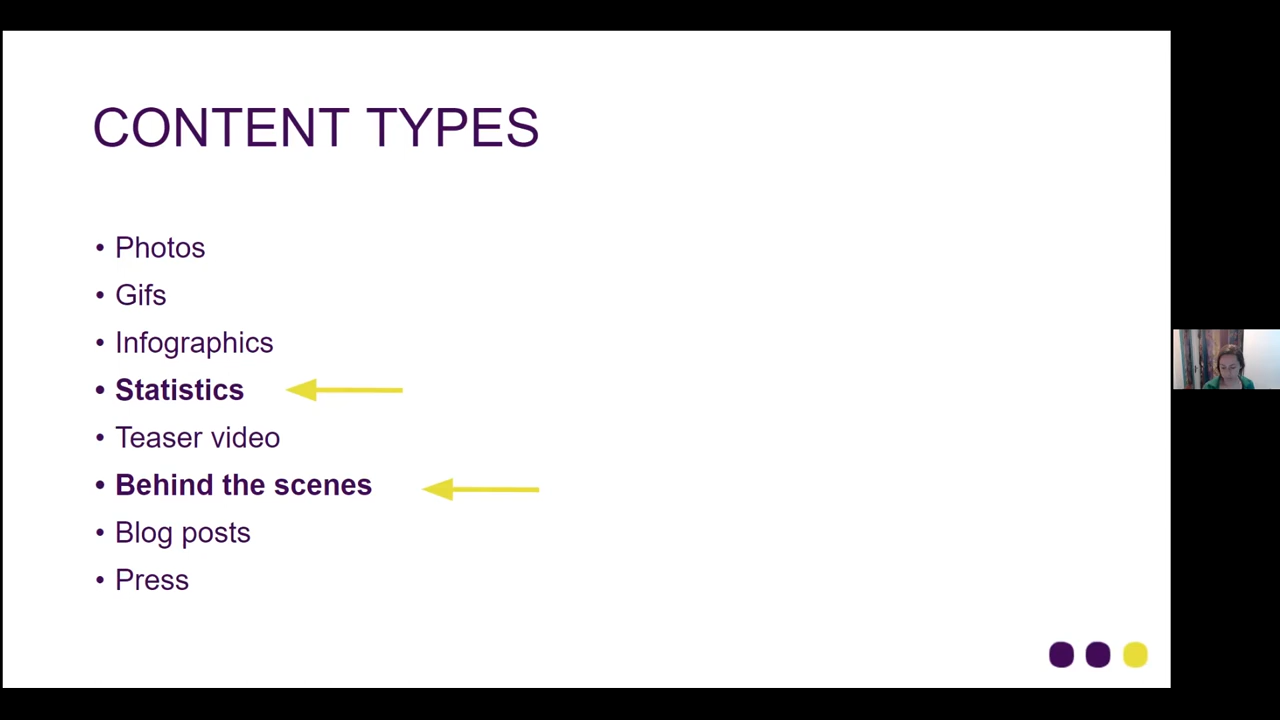 CONTENT TYPES
• Photos
• Gifs
• Infographics
• Statistics
• Teaser video
• Behind the scenes
• Blog posts
• Press